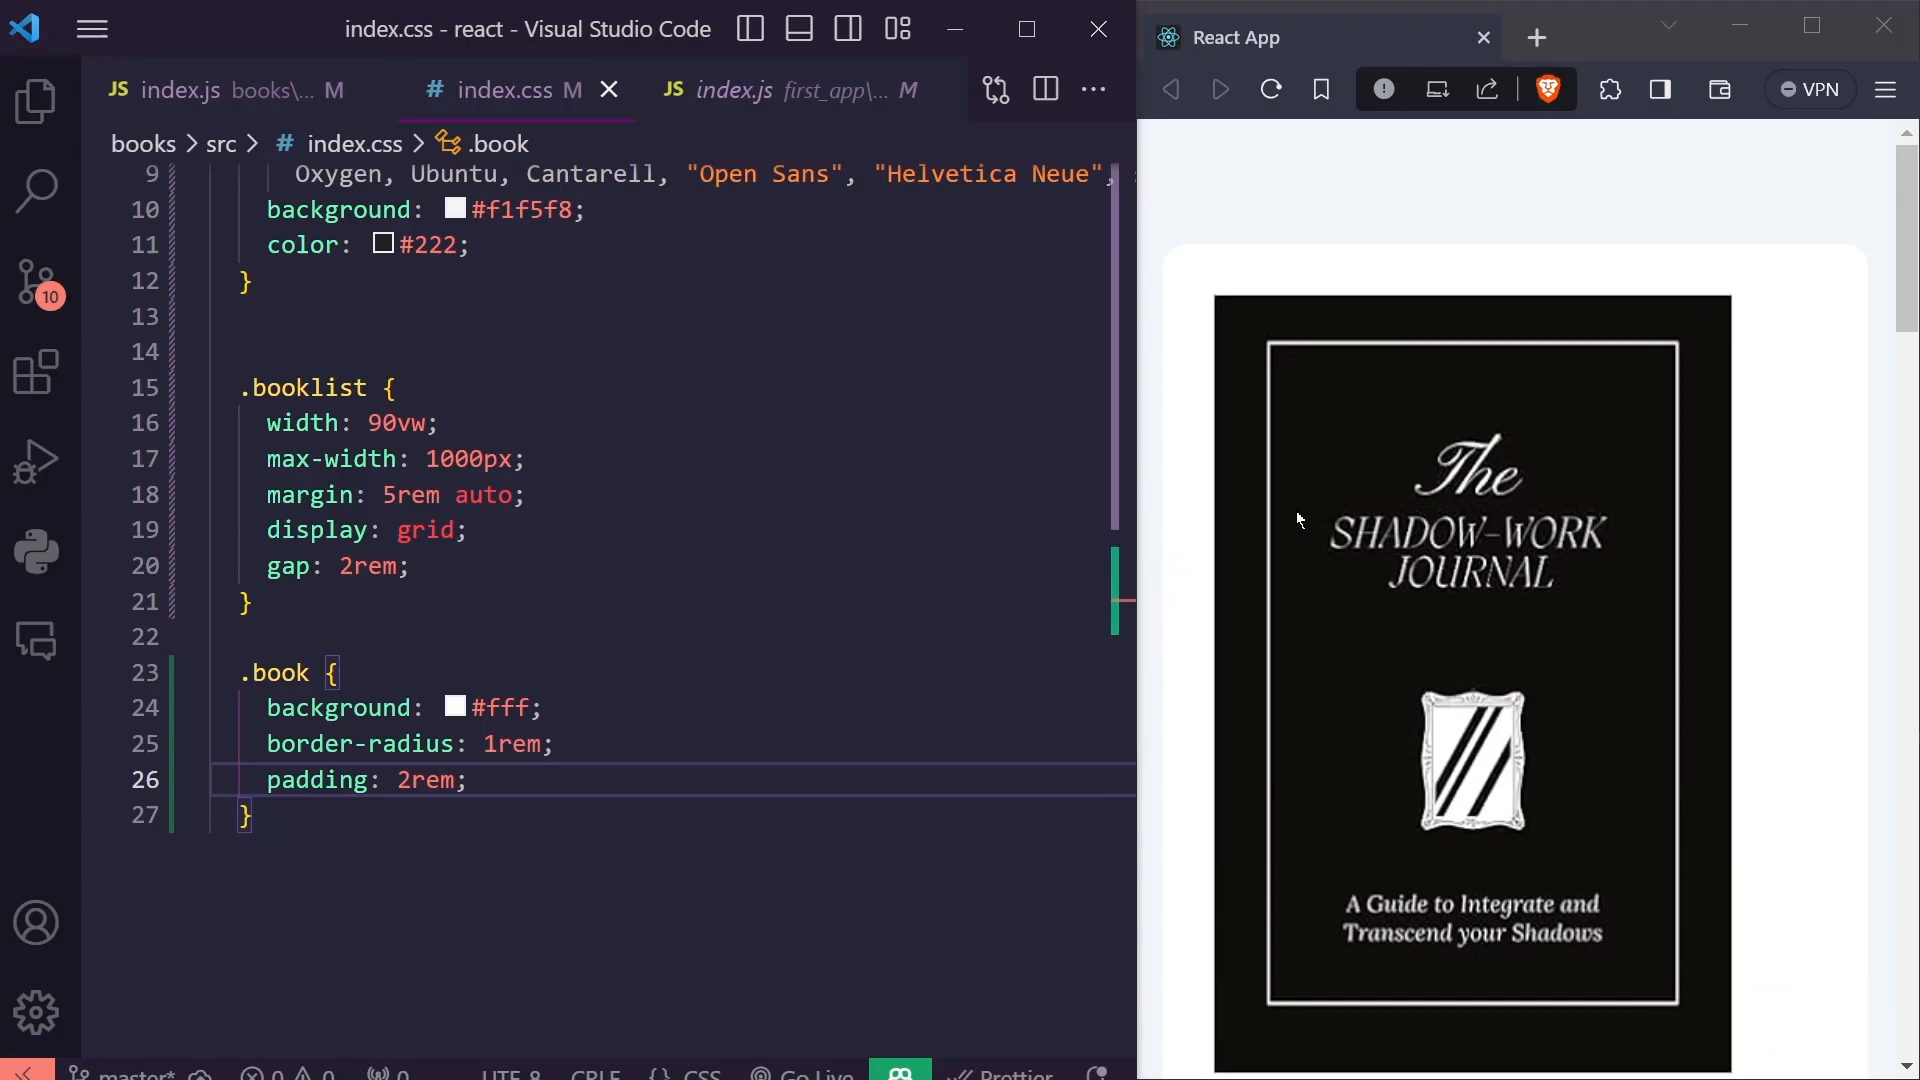 index.css - react - Visual Studio Code
JS index.js books\... M
# index.css M
JS index.js first_app\... M
books > src > # index.css > .book
9 Oxygen, Ubuntu, Cantarell, "Open Sans", "Helvetica Neue",
10 background: #f1f5f8;
11 color: #222;
12 }
13
14
15 .booklist {
16 width: 90vw;
17 max-width: 1000px;
18 margin: 5rem auto;
19 display: grid;
20 gap: 2rem;
21 }
22
23 .book {
24 background: #fff;
25 border-radius: 1rem;
26 padding: 2rem;
27 }
10
master* 0 0 0 UTF-8 CRLF {} CSS Go Live Prettier
React App
VPN
The
SHADOW-WORK
JOURNAL
A Guide to Integrate and
Transcend your Shadows